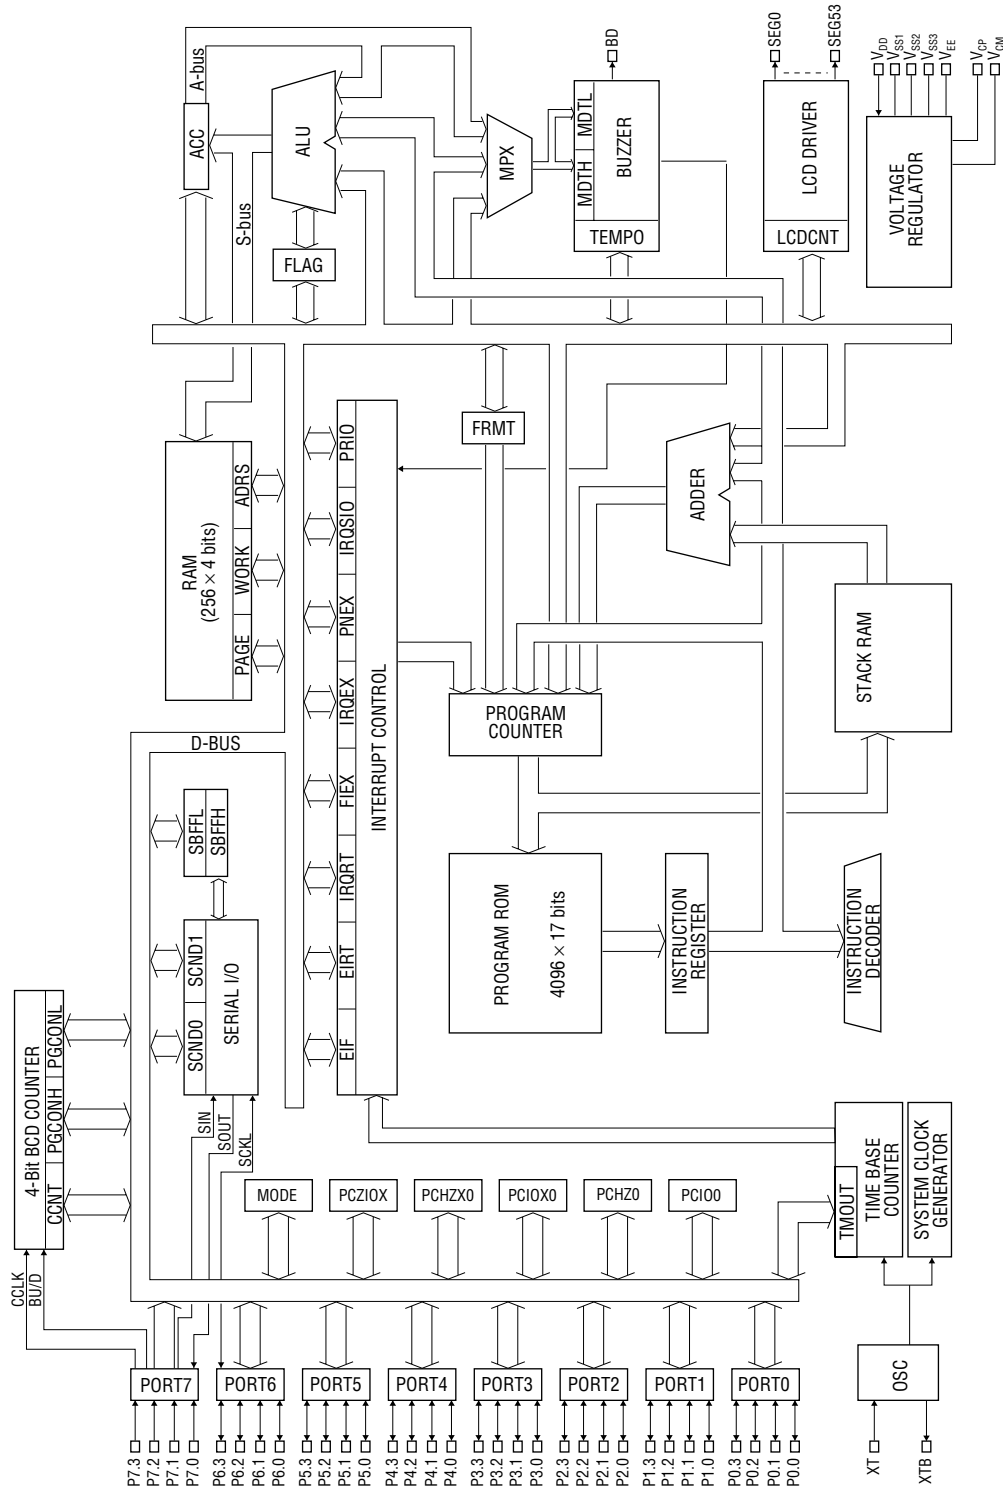 A-bus
ACC
S-bus
ALU
FLAG
MPX
MDTH
MDTL
BUZZER
TEMPO
BD
SEG0
SEG53
LCD DRIVER
LCDCNT
VDD
VSS1
VSS2
VSS3
VEE
VCP
VCM
VOLTAGE
REGULATOR
RAM
(256 × 4 bits)
PAGE
WORK
ADRS
FRMT
ADDER
D-BUS
EIF
EIRT
IRQRT
FIEX
IRQEX
PNEX
IRQSIO
PRIO
INTERRUPT CONTROL
PROGRAM
COUNTER
STACK RAM
SBFFL
SBFFH
SCND0
SCND1
SERIAL I/O
SIN
SOUT
SCKL
PROGRAM ROM
4096 × 17 bits
INSTRUCTION
REGISTER
INSTRUCTION
DECODER
4-Bit BCD COUNTER
CCNT
PGCONH
PGCONL
CCLK
BU/D
MODE
PCZIOX
PCHZX0
PCIOX0
PCHZ0
PCIO0
TMOUT
TIME BASE
COUNTER
SYSTEM CLOCK
GENERATOR
PORT7
PORT6
PORT5
PORT4
PORT3
PORT2
PORT1
PORT0
OSC
P7.3
P7.2
P7.1
P7.0
P6.3
P6.2
P6.1
P6.0
P5.3
P5.2
P5.1
P5.0
P4.3
P4.2
P4.1
P4.0
P3.3
P3.2
P3.1
P3.0
P2.3
P2.2
P2.1
P2.0
P1.3
P1.2
P1.1
P1.0
P0.3
P0.2
P0.1
P0.0
XT
XTB